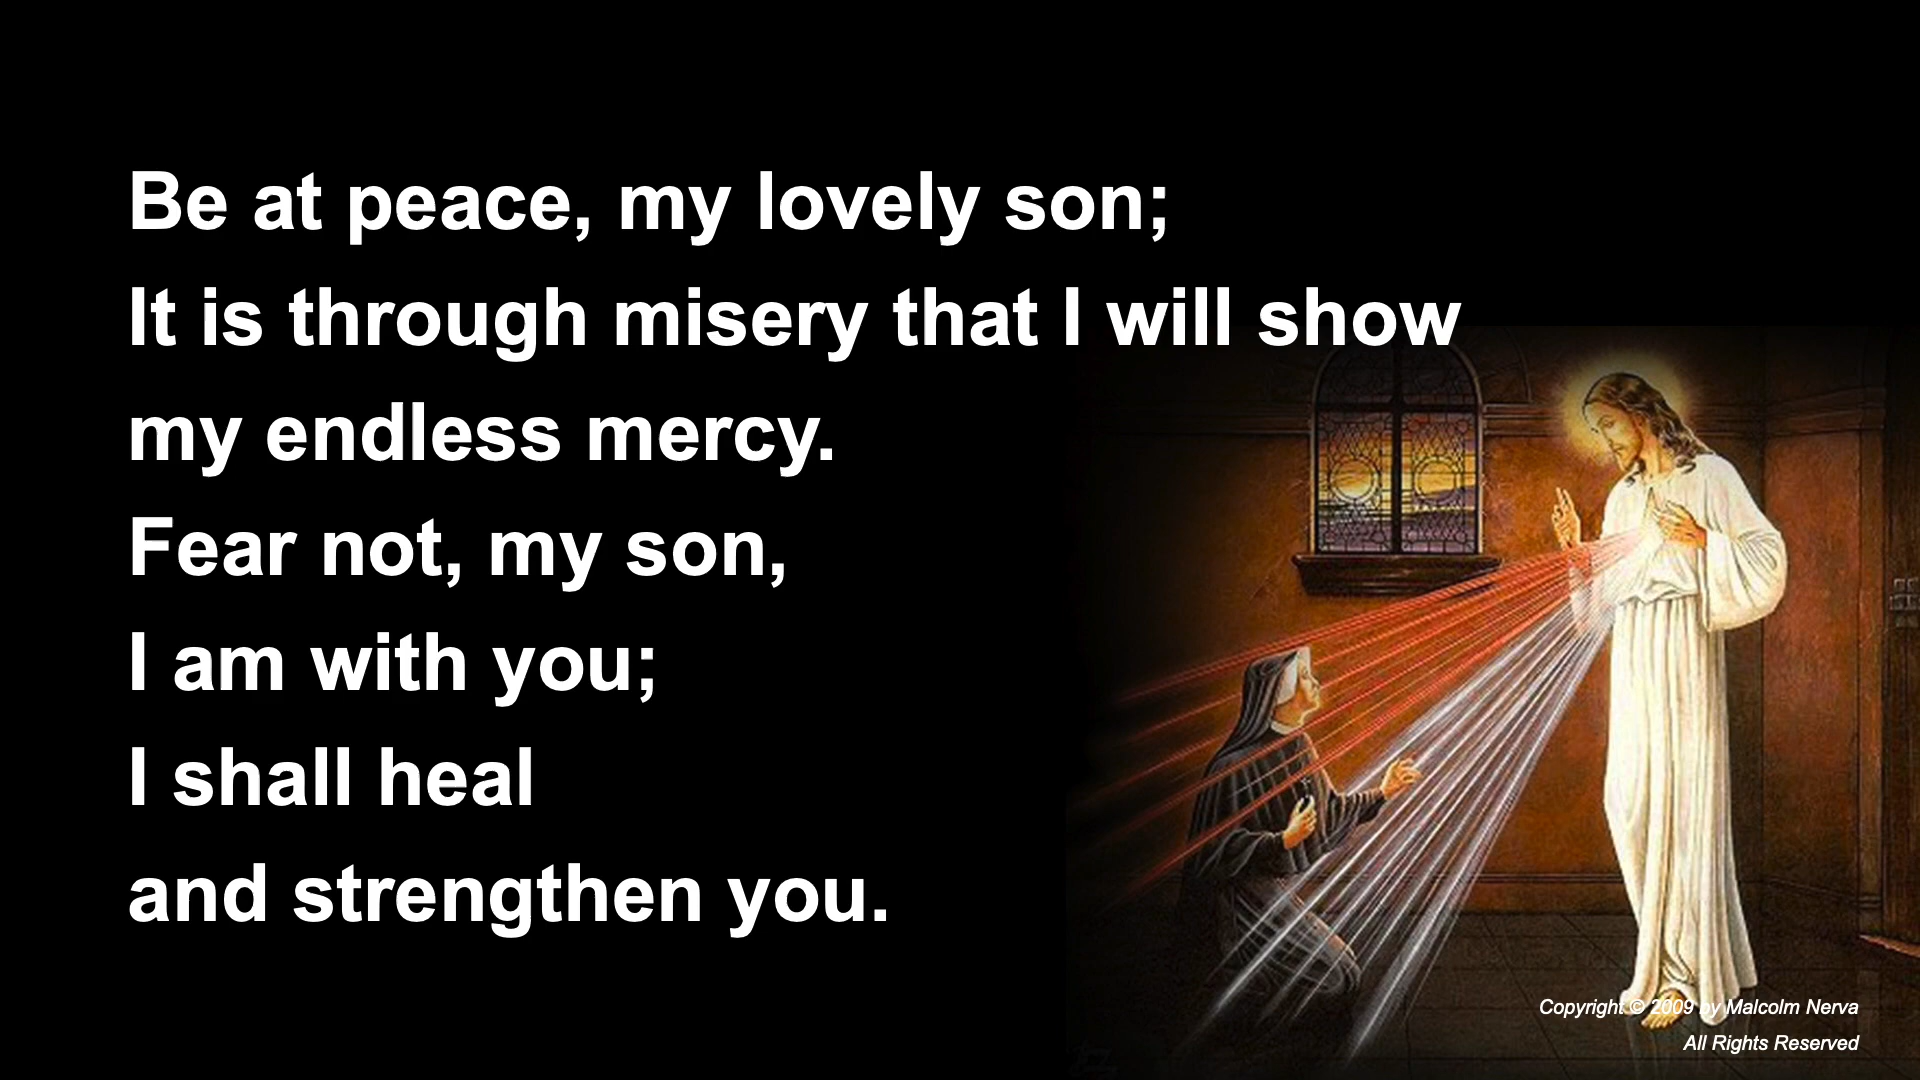 Be at peace, my lovely son;
It is through misery that I will show
my endless mercy.
Fear not, my son,
I am with you;
I shall heal
and strengthen you.
Copyright © 2009 by Malcolm Nerva
All Rights Reserved